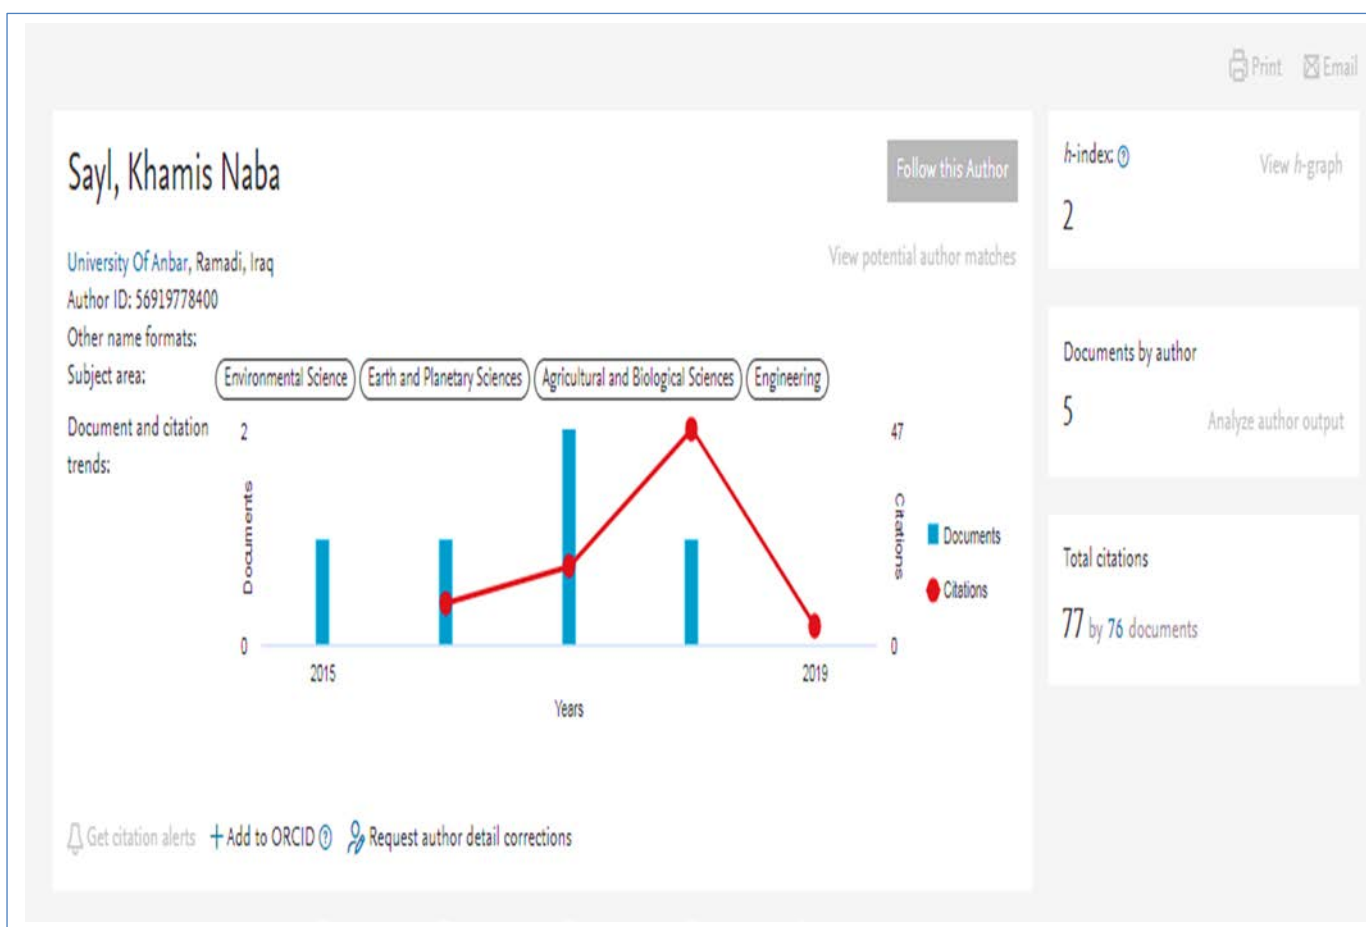 Print Email
Sayl, Khamis Naba
Follow this Author
University Of Anbar, Ramadi, Iraq
View potential author matches
Author ID: 56919778400
Other name formats:
Subject area: Environmental Science Earth and Planetary Sciences Agricultural and Biological Sciences Engineering
Document and citation
trends:
2
47
Documents
Citations
Documents
Citations
0
0
2015
2019
Years
Get citation alerts + Add to ORCID ? Request author detail corrections
h-index: ? View h-graph
2
Documents by author
5
Analyze author output
Total citations
77 by 76 documents